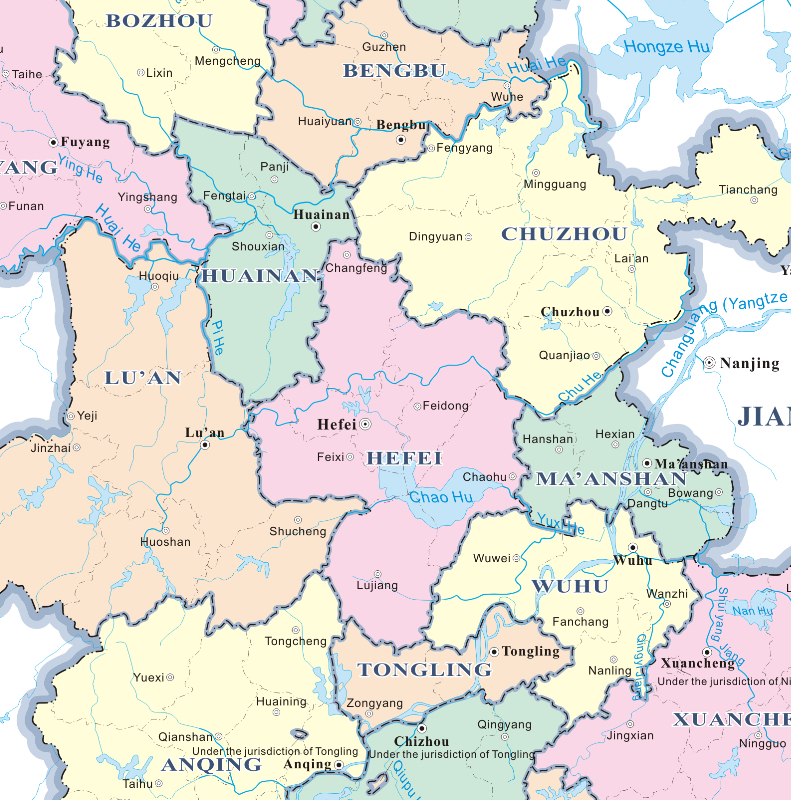 BOZHOU
Hongze Hu
Guzhen
Mengcheng
Huai He
BENGBU
Taihe
Lixin
Wuhe
Huaiyuan
Bengbu
Fuyang
Fengyang
YANG
Ying He
Panji
Mingguang
Tianchang
Yingshang
Fengtai
Funan
Huainan
Huai He
Dingyuan
CHUZHOU
Shouxian
Lai'an
Changfeng
Huoqiu
HUAINAN
ChangJiang (Yangtze
Chuzhou
Pi He
Quanjiao
Nanjing
LU'AN
Chu He
Feidong
Yeji
JIAN
Hefei
Lu'an
Hanshan
Hexian
Jinzhai
Feixi
HEFEI
Ma'anshan
Chaohu
MA'ANSHAN
Bowang
Chao Hu
Dangtu
Yuxi He
Shucheng
Huoshan
Wuwei
Wuhu
Lujiang
WUHU
Wanzhi
Shuiyang Jiang
Nan Hu
Fanchang
Tongcheng
Qingyi Jiang
Tongling
Xuancheng
TONGLING
Nanling
Yuexi
Under the jurisdiction of Ni
Huaining
Zongyang
XUANCHE
Qingyang
Jingxian
Qianshan
Chizhou
Ningguo
Under the jurisdiction of Tongling
Under the jurisdiction of Tongling
ANQING
Anqing
Qiupu
Taihu